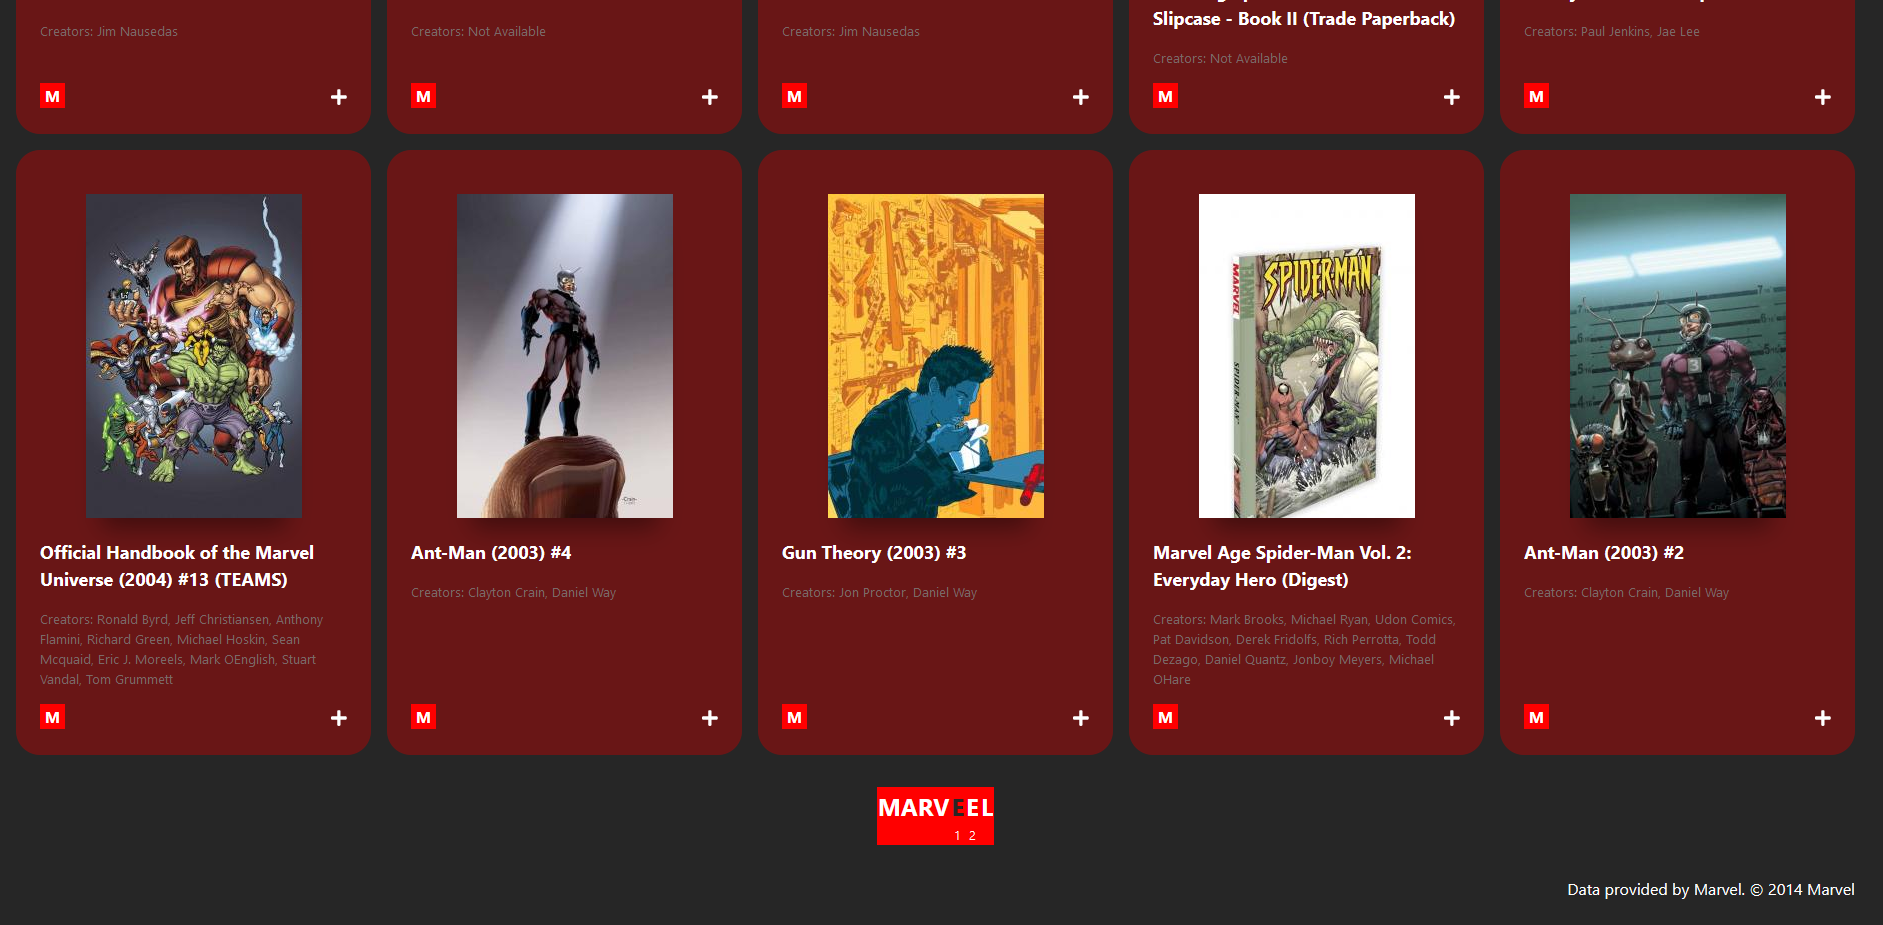 Slipcase - Book II (Trade Paperback)
Creators: Jim Nausedas
Creators: Not Available
Creators: Jim Nausedas
Creators: Not Available
Creators: Paul Jenkins, Jae Lee
M
M
M
M
M
SPIDER-MAN
MARVEL
SPIDER-MAN
3
Official Handbook of the Marvel
Universe (2004) #13 (TEAMS)
Creators: Ronald Byrd, Jeff Christiansen, Anthony
Flamini, Richard Green, Michael Hoskin, Sean
Mcquaid, Eric J. Moreels, Mark OEnglish, Stuart
Vandal, Tom Grummett
M
Ant-Man (2003) #4
Creators: Clayton Crain, Daniel Way
M
Gun Theory (2003) #3
Creators: Jon Proctor, Daniel Way
M
Marvel Age Spider-Man Vol. 2:
Everyday Hero (Digest)
Creators: Mark Brooks, Michael Ryan, Udon Comics,
Pat Davidson, Derek Fridolfs, Rich Perrotta, Todd
Dezago, Daniel Quantz, Jonboy Meyers, Michael
OHare
M
Ant-Man (2003) #2
Creators: Clayton Crain, Daniel Way
M
MARVEEL
1 2
Data provided by Marvel. © 2014 Marvel